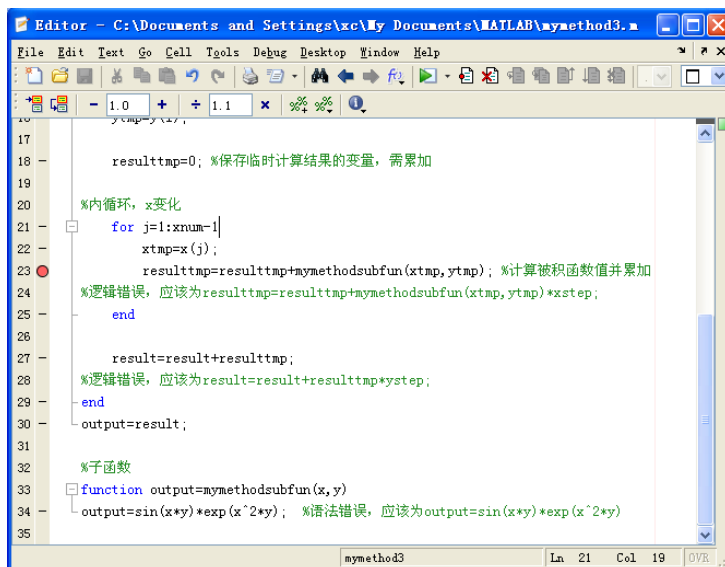 Editor - C:\Documents and Settings\xc\My Documents\MATLAB\mymethod3.m
File Edit Text Go Cell Tools Debug Desktop Window Help
- 1.0 + ÷ 1.1 ×
16 ytmp=y(i);
17
18 - resulttmp=0; %保存临时计算结果的变量，需累加
19
20 %内循环，x变化
21 - for j=1:xnum-1
22 - xtmp=x(j);
23 resulttmp=resulttmp+mymethodsubfun(xtmp,ytmp); %计算被积函数值并累加
24 %逻辑错误，应该为resulttmp=resulttmp+mymethodsubfun(xtmp,ytmp)*xstep;
25 - end
26
27 - result=result+resulttmp;
28 %逻辑错误，应该为result=result+resulttmp*ystep;
29 - end
30 - output=result;
31
32 %子函数
33 function output=mymethodsubfun(x,y)
34 - output=sin(x*y)*exp(x^2*y); %语法错误，应该为output=sin(x*y)*exp(x^2*y)
35
mymethod3 Ln 21 Col 19 OVR